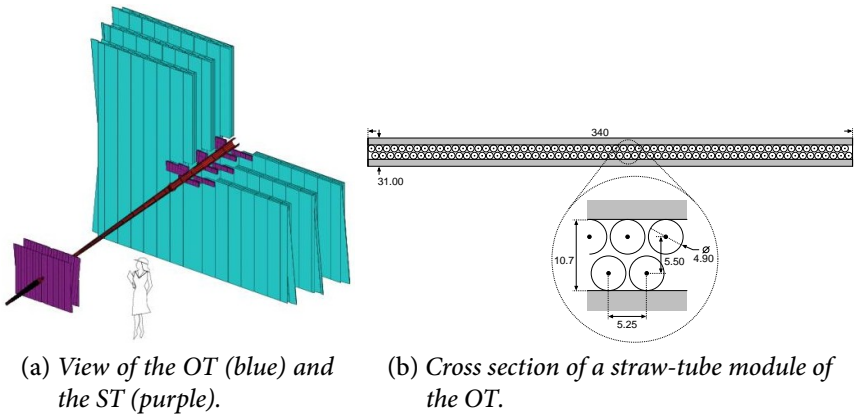 340
31.00
10.7
5.50
Ø
4.90
5.25
(a) View of the OT (blue) and
the ST (purple).
(b) Cross section of a straw-tube module of
the OT.